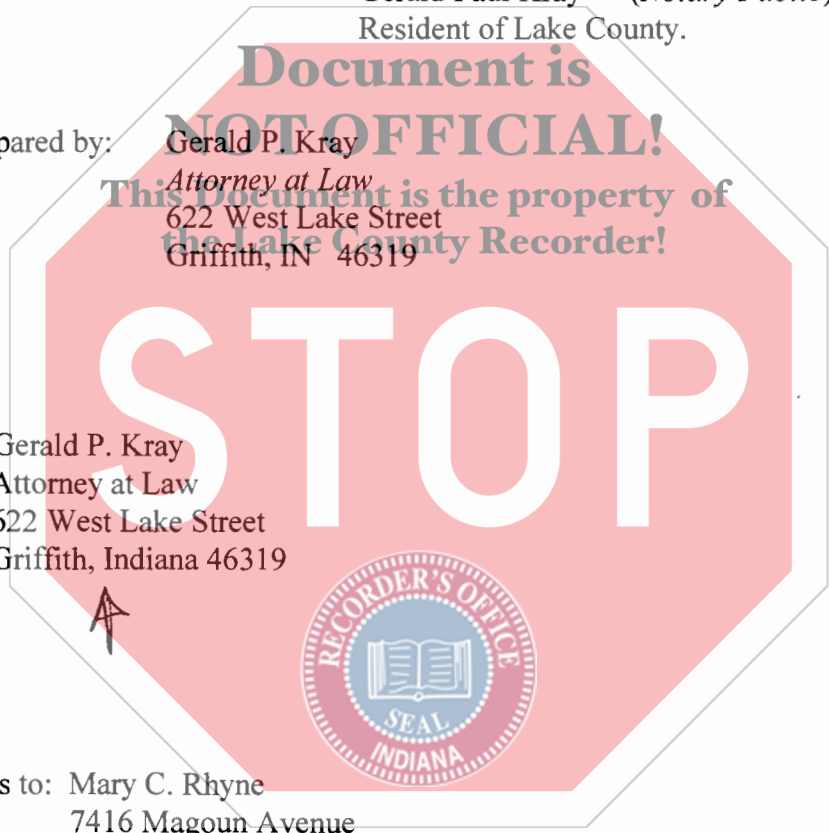 Resident of Lake County.
Document is
NOT OFFICIAL!
This Document is the property of
the Lake County Recorder!
pared by: Gerald P. Kray
Attorney at Law
622 West Lake Street
Griffith, IN 46319
STOP
Gerald P. Kray
Attorney at Law
622 West Lake Street
Griffith, Indiana 46319
RECORDER'S OFFICE
SEAL
INDIANA
s to: Mary C. Rhyne
7416 Magoun Avenue